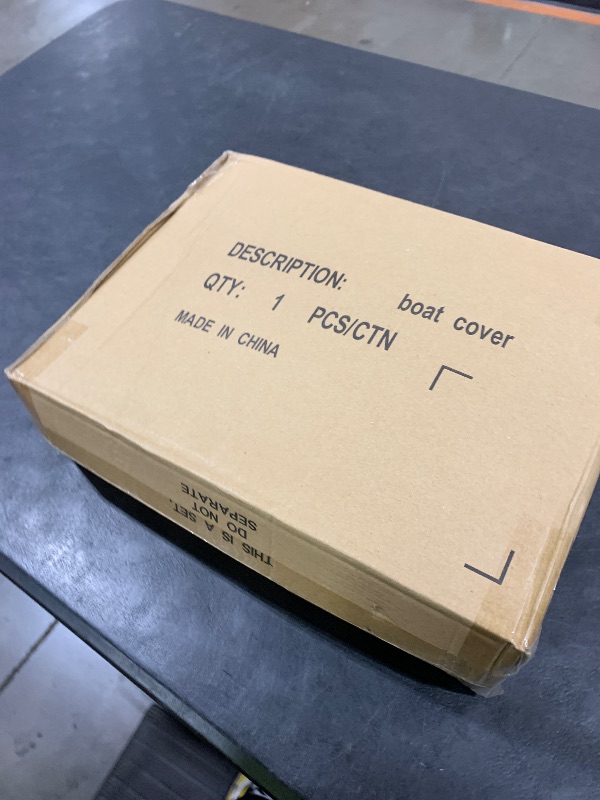 DESCRIPTION: boat cover
QTY: 1 PCS/CTN
MADE IN CHINA
THIS IS A SET.
DO NOT
SEPARATE